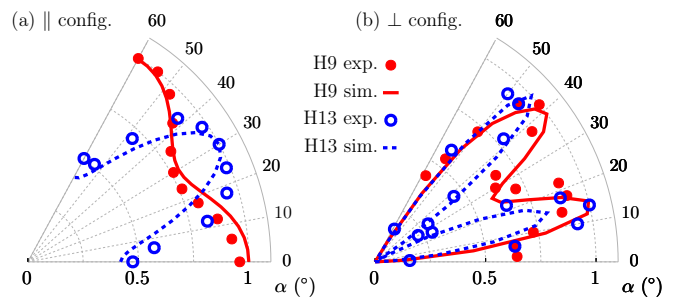 (a) ∥ config.
60
50
40
30
20
10
0
0
0.5
1
α (°)
H9 exp.
H9 sim.
H13 exp.
H13 sim.
(b) ⊥ config.
60
50
40
30
20
10
0
0
0.5
1
α (°)